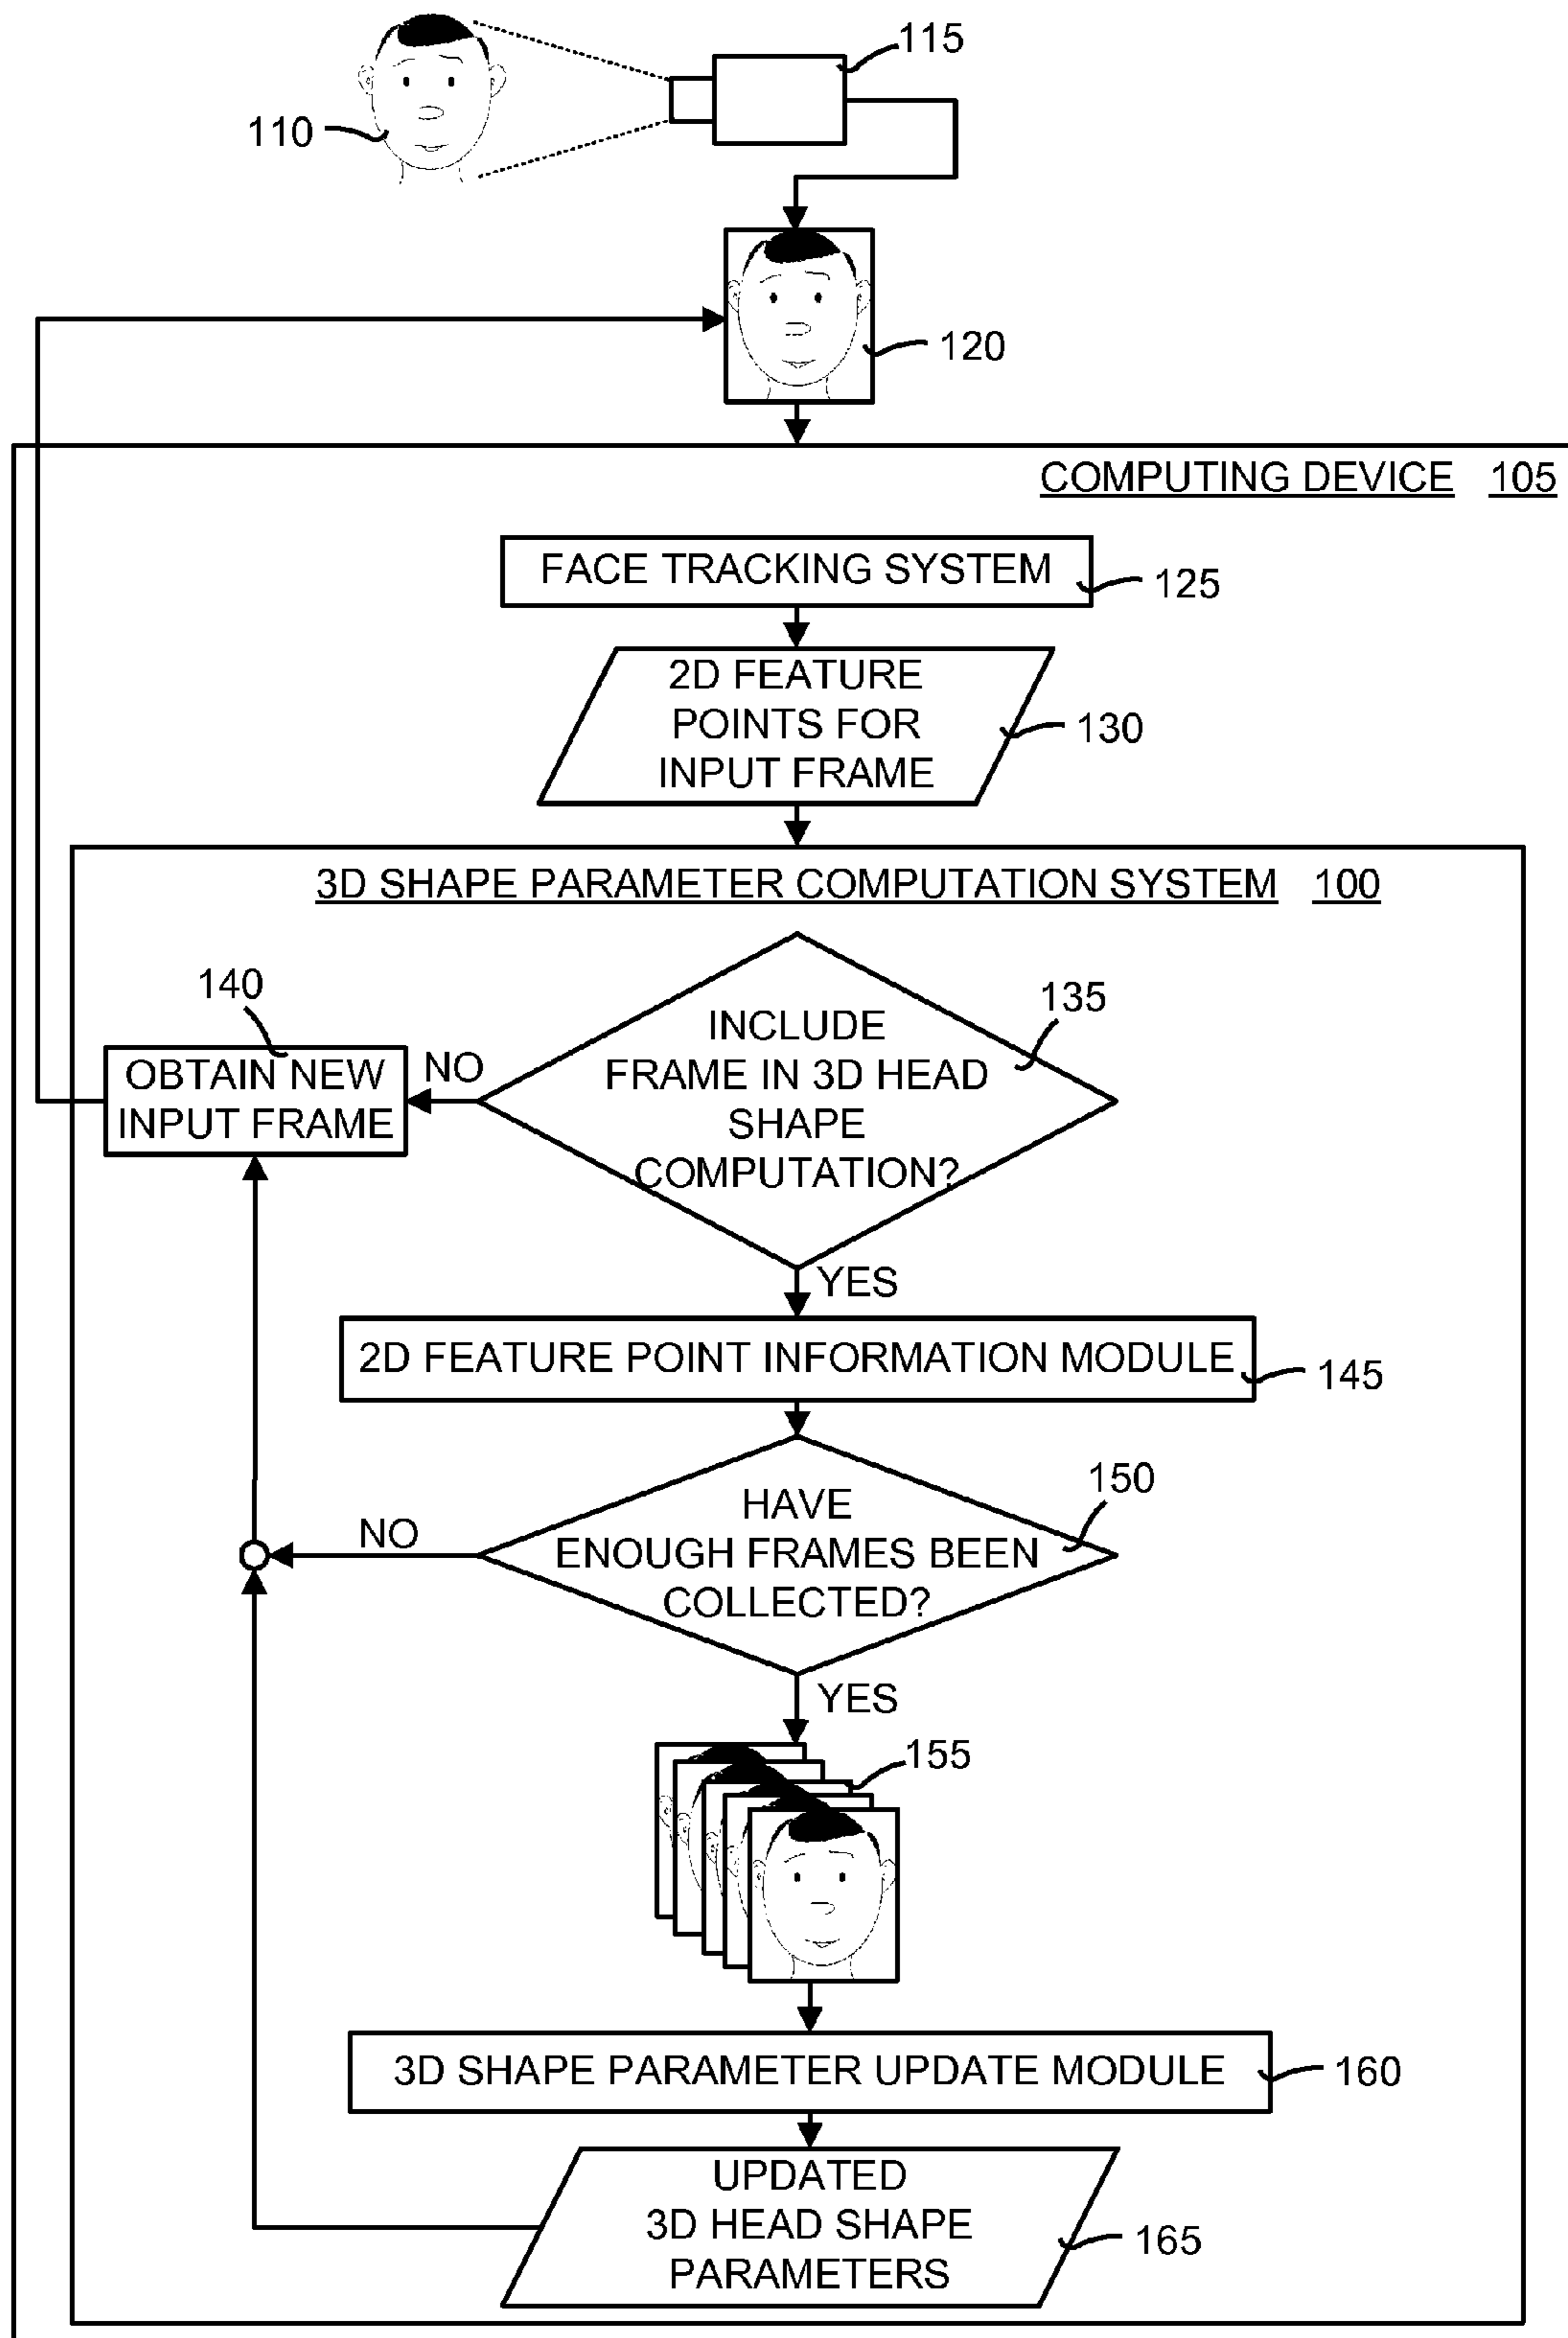 115
110
120
COMPUTING DEVICE 105
FACE TRACKING SYSTEM
125
2D FEATURE
POINTS FOR
INPUT FRAME
130
3D SHAPE PARAMETER COMPUTATION SYSTEM 100
140
135
OBTAIN NEW
INPUT FRAME
NO
INCLUDE
FRAME IN 3D HEAD
SHAPE
COMPUTATION?
YES
2D FEATURE POINT INFORMATION MODULE
145
150
HAVE
ENOUGH FRAMES BEEN
COLLECTED?
NO
YES
155
3D SHAPE PARAMETER UPDATE MODULE
160
UPDATED
3D HEAD SHAPE
PARAMETERS
165